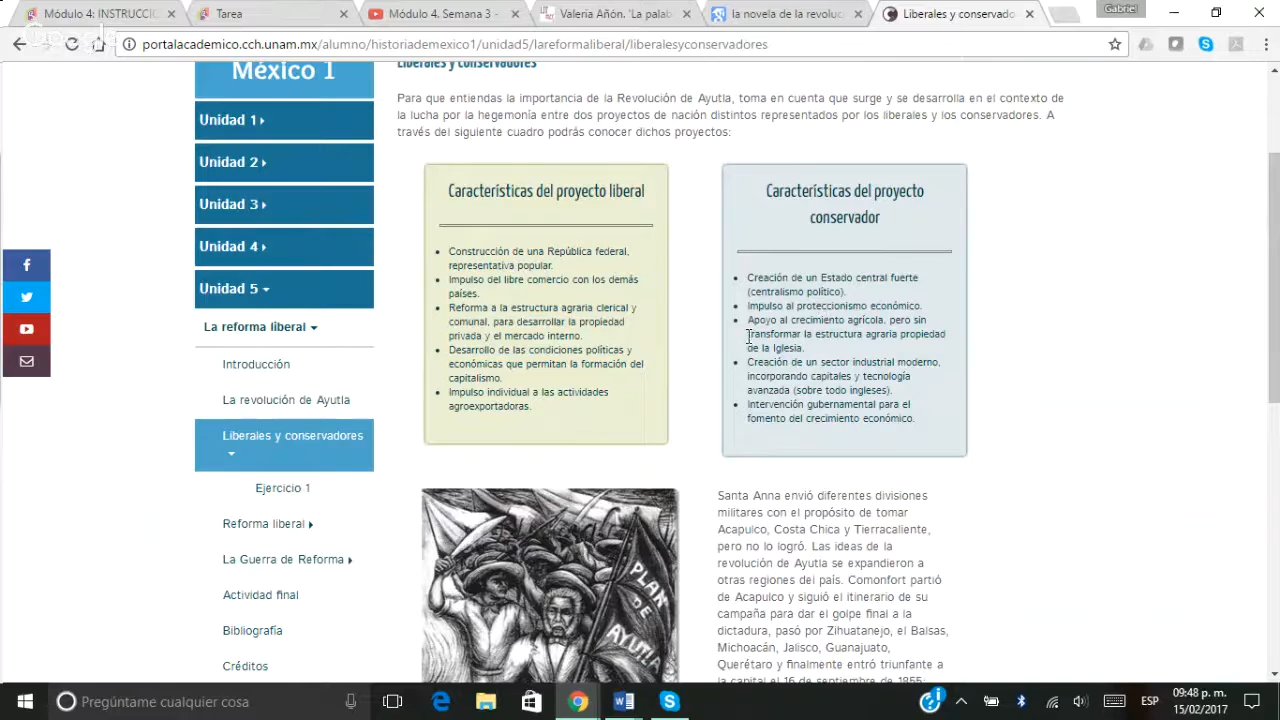 Módulo 4: INSTRUCCIO
Tarea
Módulo 4. Semana 3 -
Valeria Añón. 'La palab
la novela de la revoluc
Liberales y conservado
Gabriel
portalacademico.cch.unam.mx/alumno/historiademexico1/unidad5/lareformaliberal/liberalesyconservadores
México 1
Unidad 1
Unidad 2
Unidad 3
Unidad 4
Unidad 5
La reforma liberal
Introducción
La revolución de Ayutla
Liberales y conservadores
Ejercicio 1
Reforma liberal
La Guerra de Reforma
Actividad final
Bibliografía
Créditos
Liberales y conservadores
Para que entiendas la importancia de la Revolución de Ayutla, toma en cuenta que surge y se desarrolla en el contexto de
la lucha por la hegemonía entre dos proyectos de nación distintos representados por los liberales y los conservadores. A
través del siguiente cuadro podrás conocer dichos proyectos:
Características del proyecto liberal
Construcción de una República federal,
representativa popular.
Impulso del libre comercio con los demás
países.
Reforma a la estructura agraria clerical y
comunal, para desarrollar la propiedad
privada y el mercado interno.
Desarrollo de las condiciones políticas y
económicas que permitan la formación del
capitalismo.
Impulso individual a las actividades
agroexportadoras.
Características del proyecto
conservador
Creación de un Estado central fuerte
(centralismo político).
Impulso al proteccionismo económico.
Apoyo al crecimiento agrícola, pero sin
transformar la estructura agraria propiedad
de la Iglesia.
Creación de un sector industrial moderno,
incorporando capitales y tecnología
avanzada (sobre todo ingleses).
Intervención gubernamental para el
fomento del crecimiento económico.
PLAN
DE
AYUTLA
Santa Anna envió diferentes divisiones
militares con el propósito de tomar
Acapulco, Costa Chica y Tierracaliente,
pero no lo logró. Las ideas de la
revolución de Ayutla se expandieron a
otras regiones del país. Comonfort partió
de Acapulco y siguió el itinerario de su
campaña para dar el golpe final a la
dictadura, pasó por Zihuatanejo, el Balsas,
Michoacán, Jalisco, Guanajuato,
Querétaro y finalmente entró triunfante a
la capital el 16 de septiembre de 1855;
Pregúntame cualquier cosa
ESP
09:48 p. m.
15/02/2017